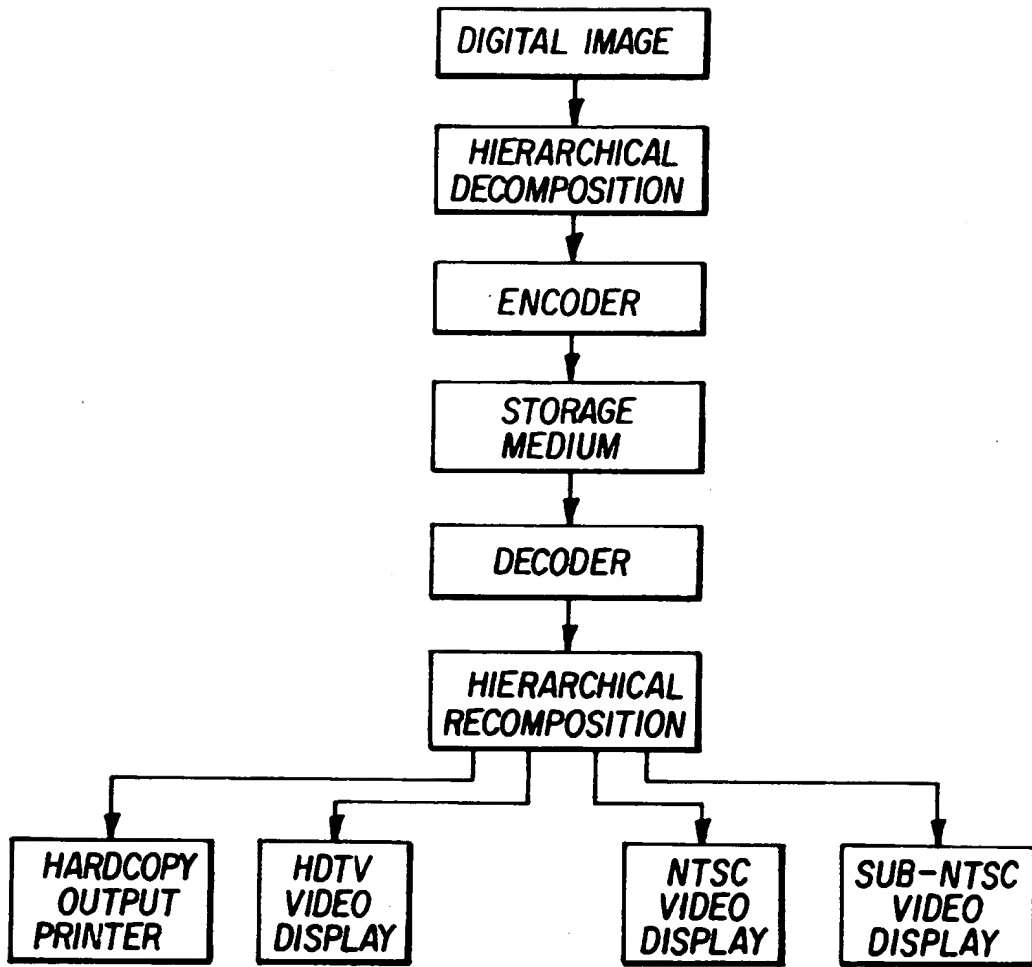 DIGITAL IMAGE
HIERARCHICAL
DECOMPOSITION
ENCODER
STORAGE
MEDIUM
DECODER
HIERARCHICAL
RECOMPOSITION
HARDCOPY
OUTPUT
PRINTER
HDTV
VIDEO
DISPLAY
NTSC
VIDEO
DISPLAY
SUB-NTSC
VIDEO
DISPLAY